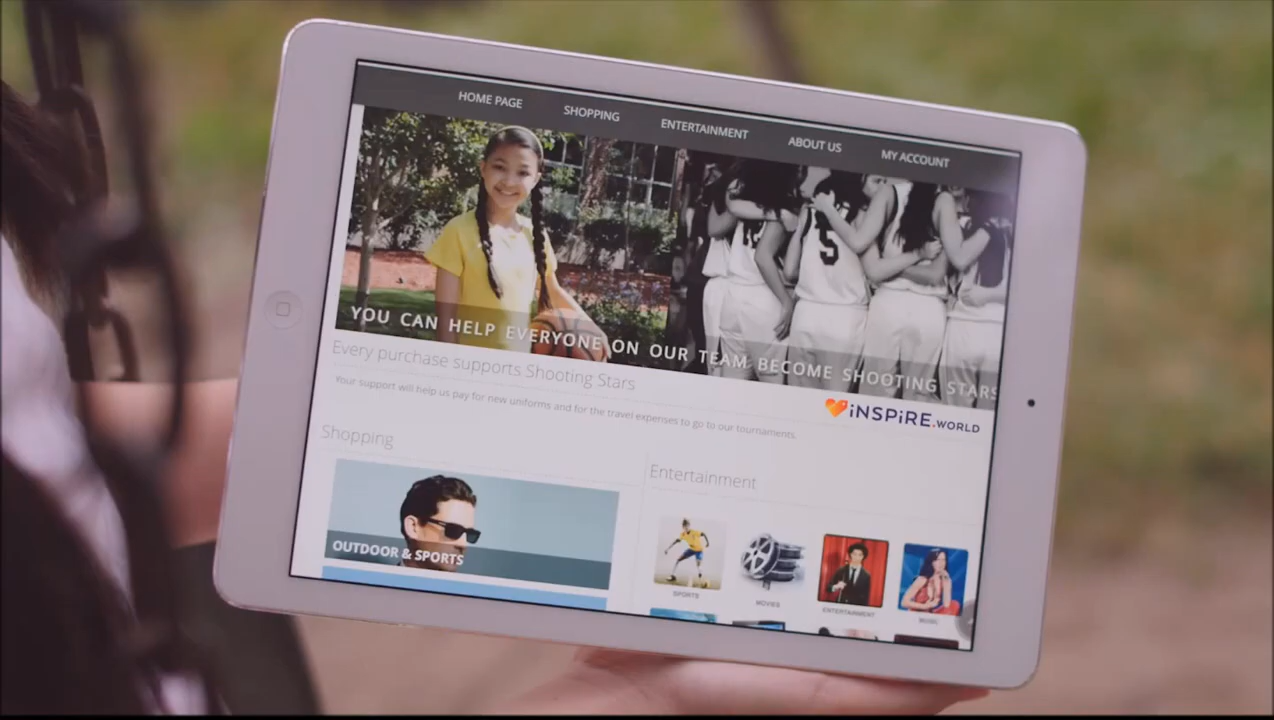 HOME PAGE SHOPPING ENTERTAINMENT ABOUT US MY ACCOUNT
5
YOU CAN HELP EVERYONE ON OUR TEAM BECOME SHOOTING STARS
Every purchase supports Shooting Stars
Your support will help us pay for new uniforms and for the travel expenses to go to our tournaments.
iNSPiRE.WORLD
Shopping
Entertainment
OUTDOOR & SPORTS
SPORTS MOVIES ENTERTAINMENT MUSIC